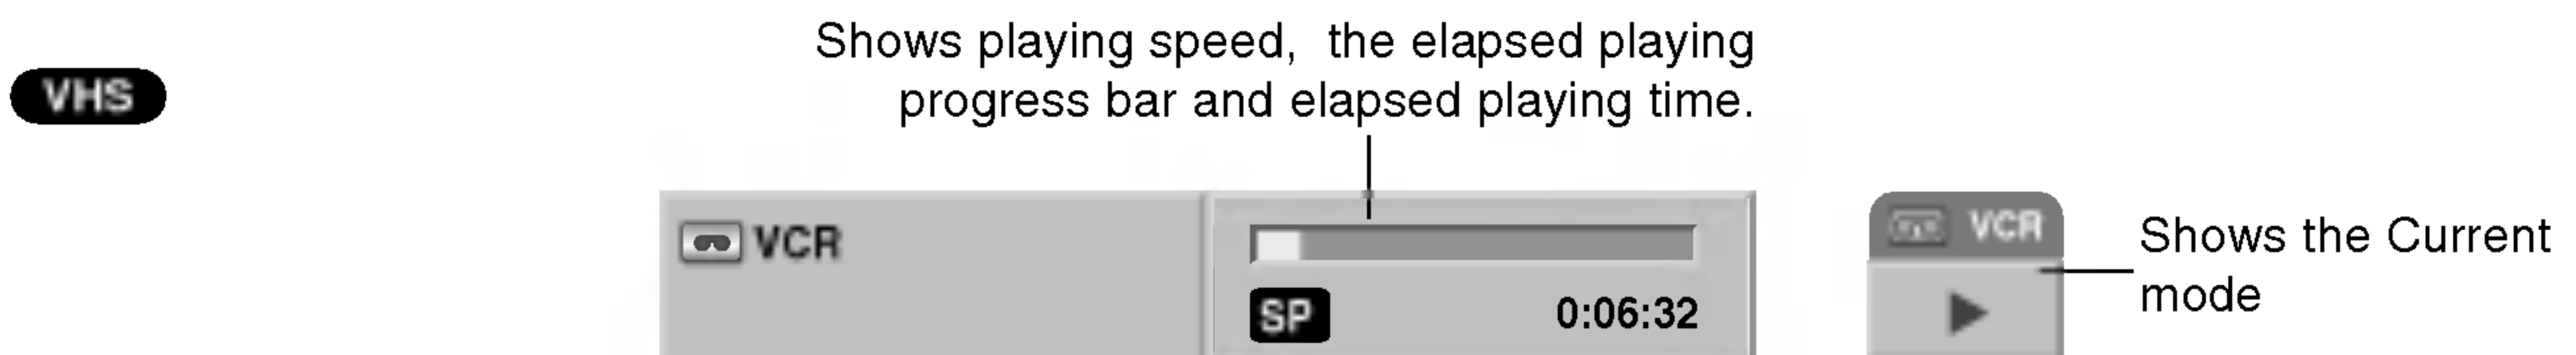 VHS
Shows playing speed, the elapsed playing
progress bar and elapsed playing time.
VCR
SP 0:06:32
VCR
Shows the Current
mode